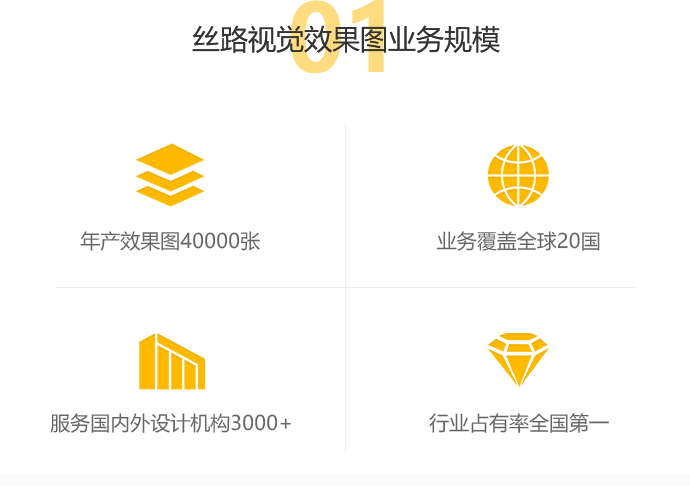 01
丝路视觉效果图业务规模
年产效果图40000张
业务覆盖全球20国
服务国内外设计机构3000+
行业占有率全国第一